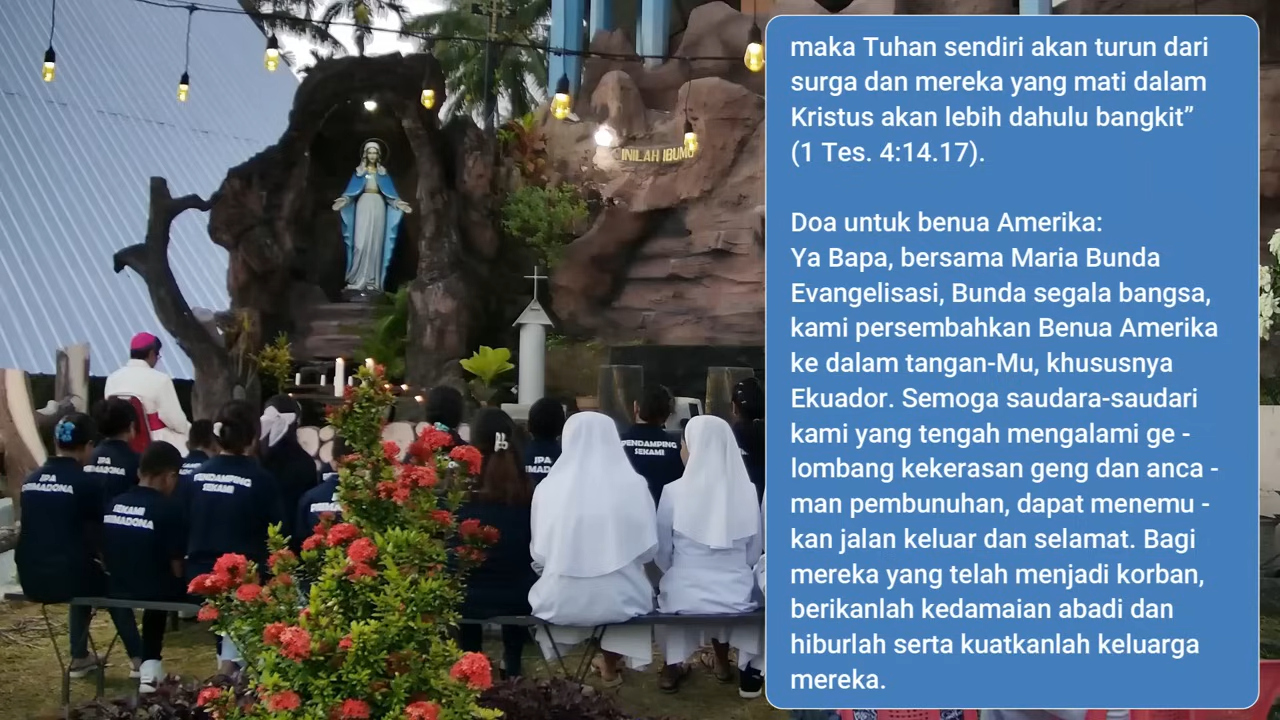 INILAH IBUMU
maka Tuhan sendiri akan turun dari
surga dan mereka yang mati dalam
Kristus akan lebih dahulu bangkit”
(1 Tes. 4:14.17).
Doa untuk benua Amerika:
Ya Bapa, bersama Maria Bunda
Evangelisasi, Bunda segala bangsa,
kami persembahkan Benua Amerika
ke dalam tangan-Mu, khususnya
Ekuador. Semoga saudara-saudari
kami yang tengah mengalami ge -
lombang kekerasan geng dan anca -
man pembunuhan, dapat menemu -
kan jalan keluar dan selamat. Bagi
mereka yang telah menjadi korban,
berikanlah kedamaian abadi dan
hiburlah serta kuatkanlah keluarga
mereka.
PENDAMPING
SEKAMI
PENDAMPING
SEKAMI
SEKAMI
IPA
IPA
IPA